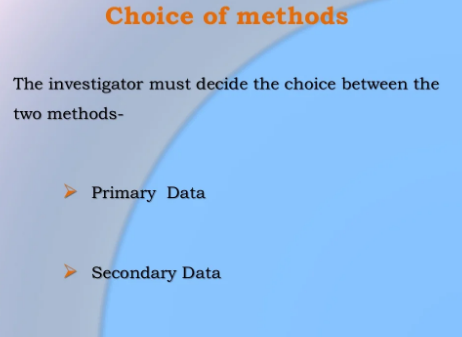 Choice of methods
The investigator must decide the choice between the
two methods-
Primary Data
Secondary Data